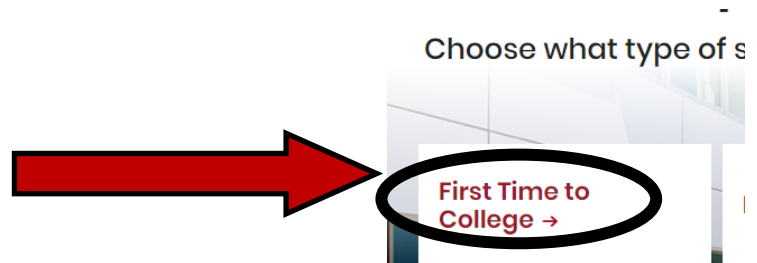 Choose what type of s
First Time to
College →